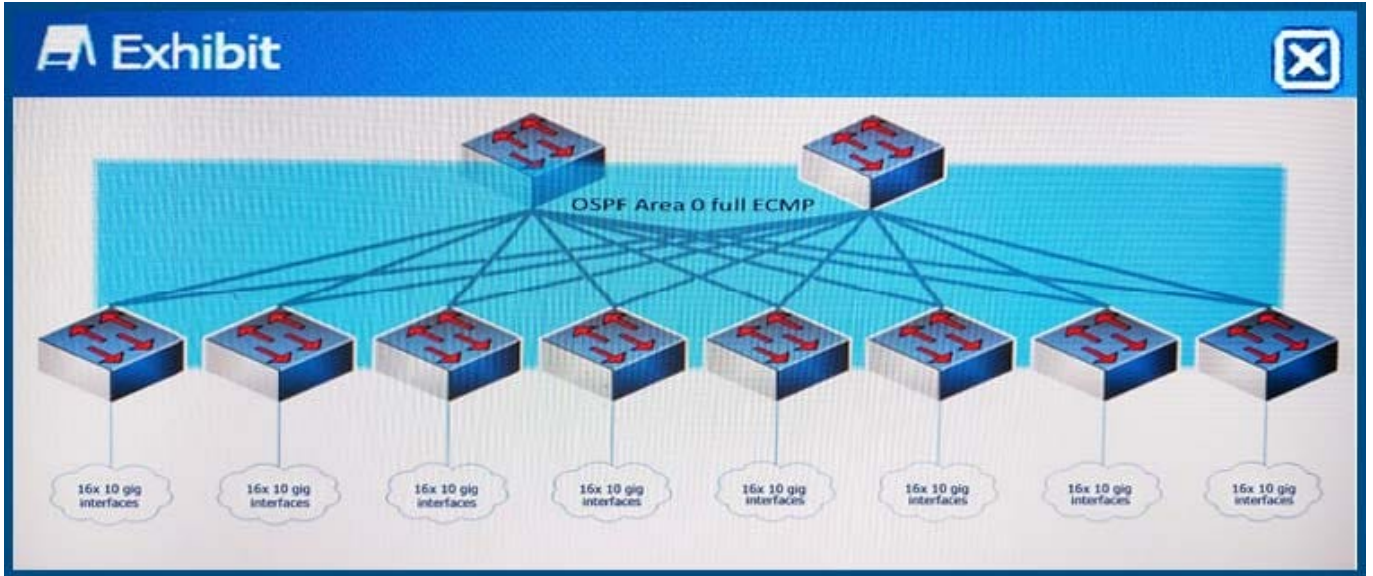 Exhibit
OSPF Area 0 full ECMP
16x 10 gig
interfaces
16x 10 gig
interfaces
16x 10 gig
interfaces
16x 10 gig
interfaces
16x 10 gig
interfaces
16x 10 gig
interfaces
16x 10 gig
interfaces
16x 10 gig
interfaces